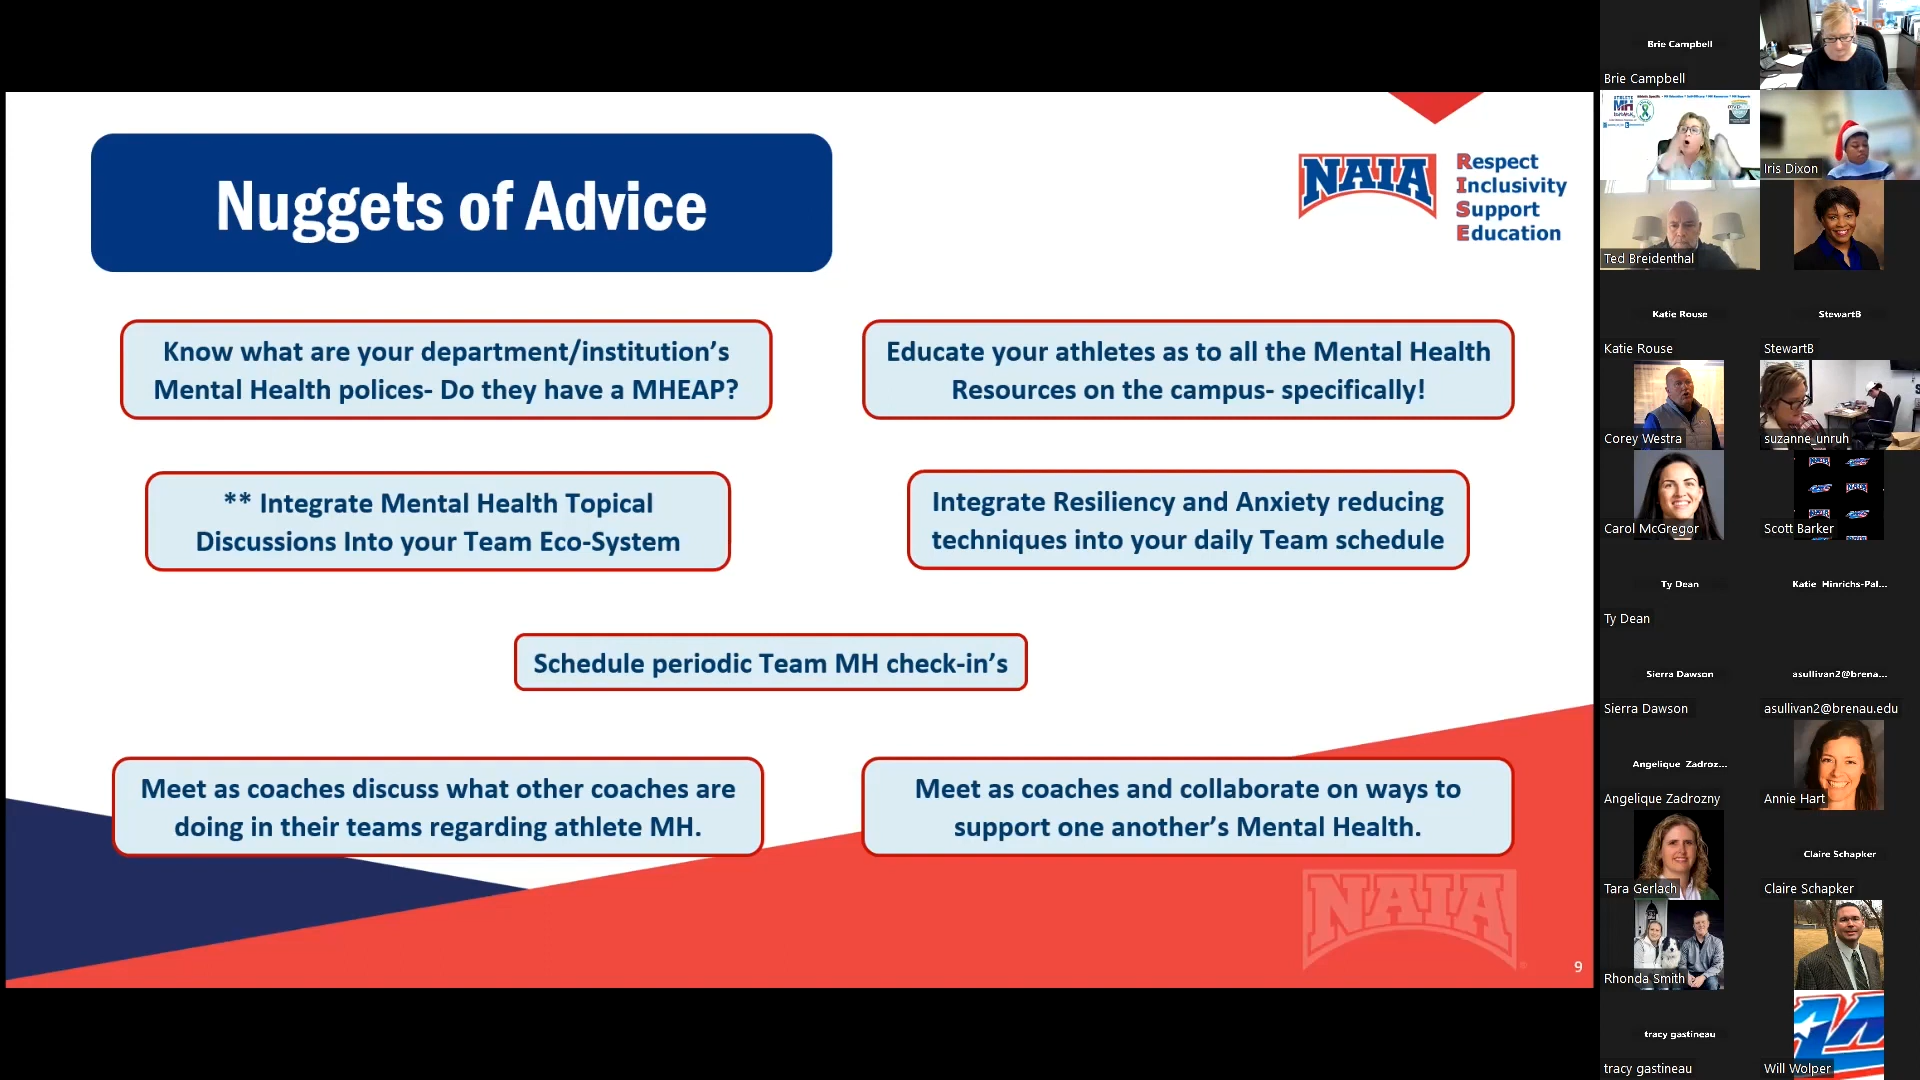 Nuggets of Advice
NAIA
Respect
Inclusivity
Support
Education
Know what are your department/institution's
Mental Health polices- Do they have a MHEAP?
Educate your athletes as to all the Mental Health
Resources on the campus- specifically!
** Integrate Mental Health Topical
Discussions Into your Team Eco-System
Integrate Resiliency and Anxiety reducing
techniques into your daily Team schedule
Schedule periodic Team MH check-in's
Meet as coaches discuss what other coaches are
doing in their teams regarding athlete MH.
Meet as coaches and collaborate on ways to
support one another's Mental Health.
NAIA
9
Brie Campbell
Brie Campbell
MH
Iris Dixon
Ted Breidenthal
Katie Rouse
StewartB
Katie Rouse
StewartB
Corey Westra
suzanne_unruh
Carol McGregor
Scott Barker
Ty Dean
Katie Hinrichs-Pal...
Ty Dean
Sierra Dawson
asullivan2@brena...
Sierra Dawson
asullivan2@brenau.edu
Angelique Zadroz...
Angelique Zadrozny
Annie Hart
Claire Schapker
Tara Gerlach
Claire Schapker
Rhonda Smith
tracy gastineau
tracy gastineau
Will Wolper